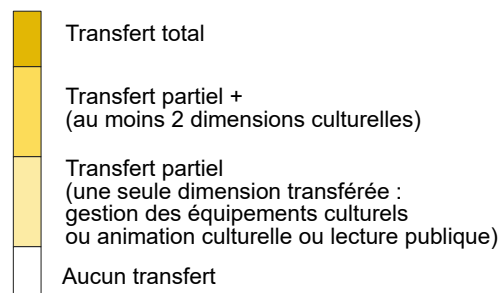 Transfert total
Transfert partiel +
(au moins 2 dimensions culturelles)
Transfert partiel
(une seule dimension transférée :
gestion des équipements culturels
ou animation culturelle ou lecture publique)
Aucun transfert